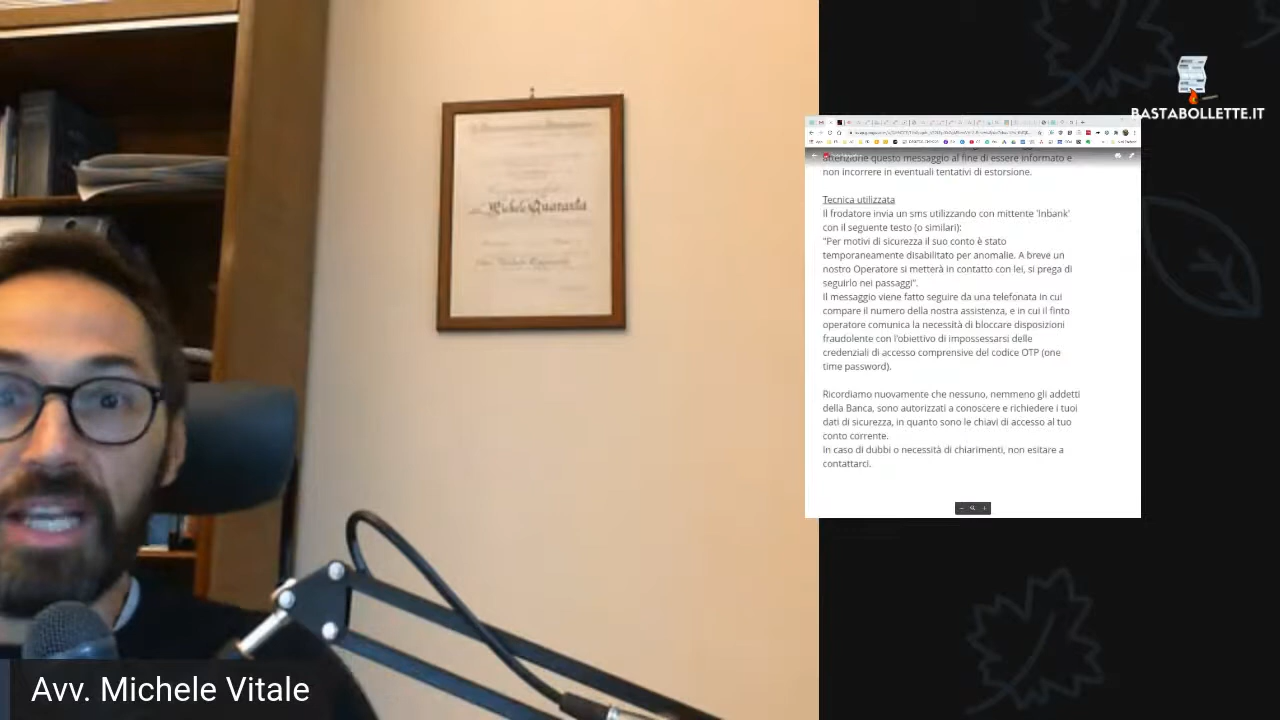 BASTABOLLETTE.IT
attenzione questo messaggio al fine di essere informato e
non incorrere in eventuali tentativi di estorsione.
Tecnica utilizzata
Il frodatore invia un sms utilizzando con mittente 'Inbank'
con il seguente testo (o similari):
"Per motivi di sicurezza il suo conto è stato
temporaneamente disabilitato per anomalie. A breve un
nostro Operatore si metterà in contatto con lei, si prega di
seguirlo nei passaggi".
Il messaggio viene fatto seguire da una telefonata in cui
compare il numero della nostra assistenza, e in cui il finto
operatore comunica la necessità di bloccare disposizioni
fraudolente con l'obiettivo di impossessarsi delle
credenziali di accesso comprensive del codice OTP (one
time password).
Ricordiamo nuovamente che nessuno, nemmeno gli addetti
della Banca, sono autorizzati a conoscere e richiedere i tuoi
dati di sicurezza, in quanto sono le chiavi di accesso al tuo
conto corrente.
In caso di dubbi o necessità di chiarimenti, non esitare a
contattarci.
Michele Quaranta
Avv. Michele Vitale